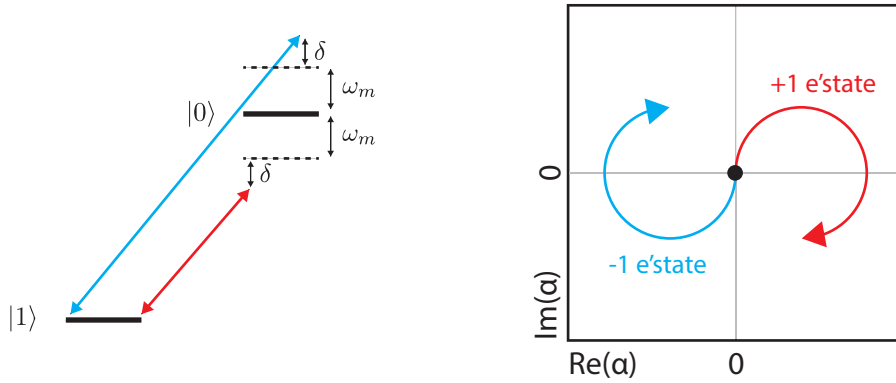 δ
ω_m
|0⟩
ω_m
δ
|1⟩
+1 e'state
0
-1 e'state
Im(α)
Re(α) 0